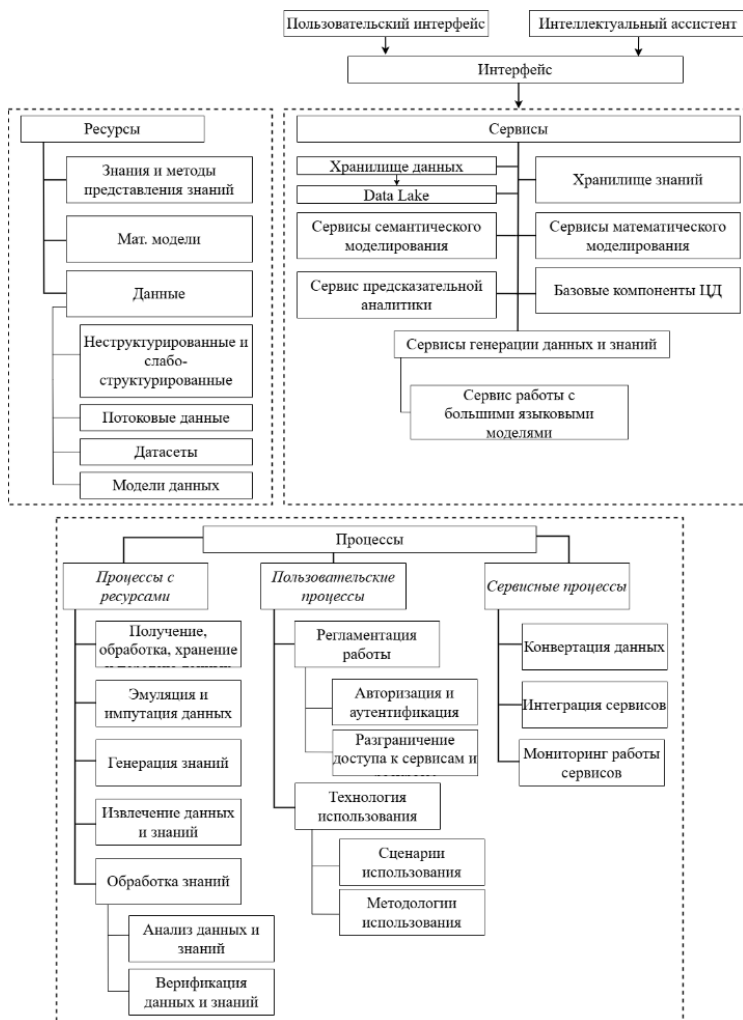 Пользовательский интерфейс
Интеллектуальный ассистент
Интерфейс
Ресурсы
Знания и методы
представления знаний
Мат. модели
Данные
Неструктурированные и
слабо-
структурированные
Потоковые данные
Датасеты
Модели данных
Сервисы
Хранилище данных
Data Lake
Хранилище знаний
Сервисы семантического
моделирования
Сервисы математического
моделирования
Сервис предсказательной
аналитики
Базовые компоненты ЦД
Сервисы генерации данных и знаний
Сервис работы с
большими языковыми
моделями
Процессы
Процессы с
ресурсами
Получение,
обработка, хранение
Эмуляция и
импутация данных
Генерация знаний
Извлечение данных
и знаний
Обработка знаний
Анализ данных и
знаний
Верификация
данных и знаний
Пользовательские
процессы
Регламентация
работы
Авторизация и
аутентификация
Разграничение
доступа к сервисам и
Технология
использования
Сценарии
использования
Методологии
использования
Сервисные процессы
Конвертация данных
Интеграция сервисов
Мониторинг работы
сервисов